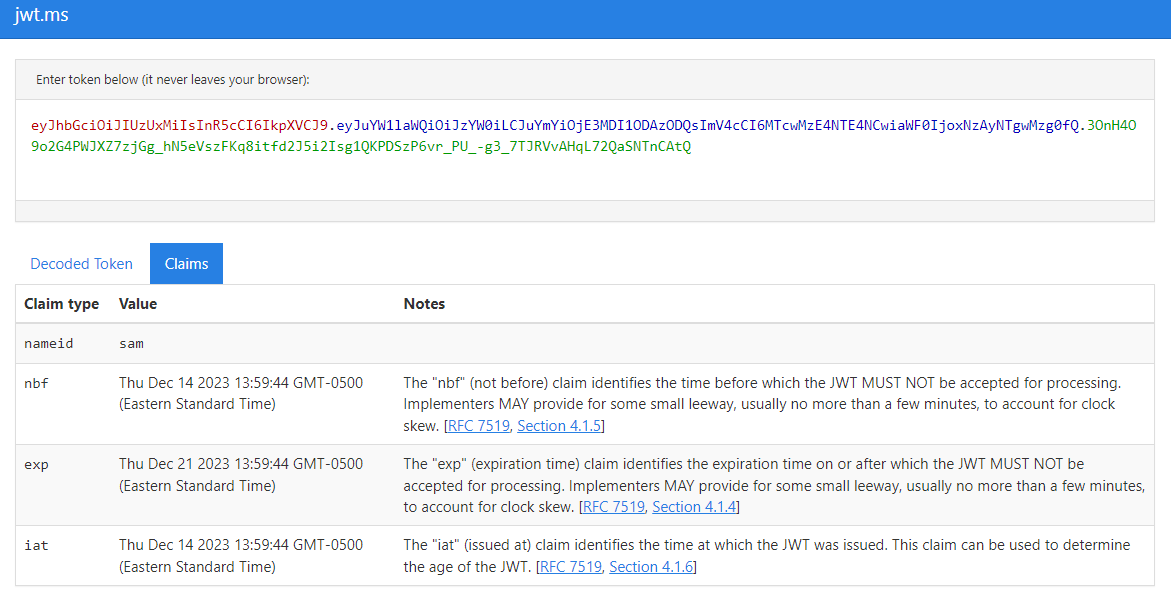 jwt.ms
Enter token below (it never leaves your browser):
eyJhbGciOiJIUzUxMiIsInR5cCI6IkpXVCJ9.eyJuYW1laWQiOiJzYW0iLCJuYmYiOjE3MDI1ODAzODQsImV4cCI6MTcwMzE4NTE4NCwiaWF0IjoxNzAyNTgwMzg0fQ.3OnH4O
9o2G4PWJXZ7zjGg_hN5eVszFKq8itfd2J5i2Isg1QKPDSzP6vr_PU_-g3_7TJRVvAHqL72QaSNTnCAtQ
Decoded Token Claims
Claim type Value Notes
nameid sam
nbf Thu Dec 14 2023 13:59:44 GMT-0500 The "nbf" (not before) claim identifies the time before which the JWT MUST NOT be accepted for processing.
(Eastern Standard Time) Implementers MAY provide for some small leeway, usually no more than a few minutes, to account for clock
skew. [RFC 7519, Section 4.1.5]
exp Thu Dec 21 2023 13:59:44 GMT-0500 The "exp" (expiration time) claim identifies the expiration time on or after which the JWT MUST NOT be
(Eastern Standard Time) accepted for processing. Implementers MAY provide for some small leeway, usually no more than a few minutes,
to account for clock skew. [RFC 7519, Section 4.1.4]
iat Thu Dec 14 2023 13:59:44 GMT-0500 The "iat" (issued at) claim identifies the time at which the JWT was issued. This claim can be used to determine
(Eastern Standard Time) the age of the JWT. [RFC 7519, Section 4.1.6]